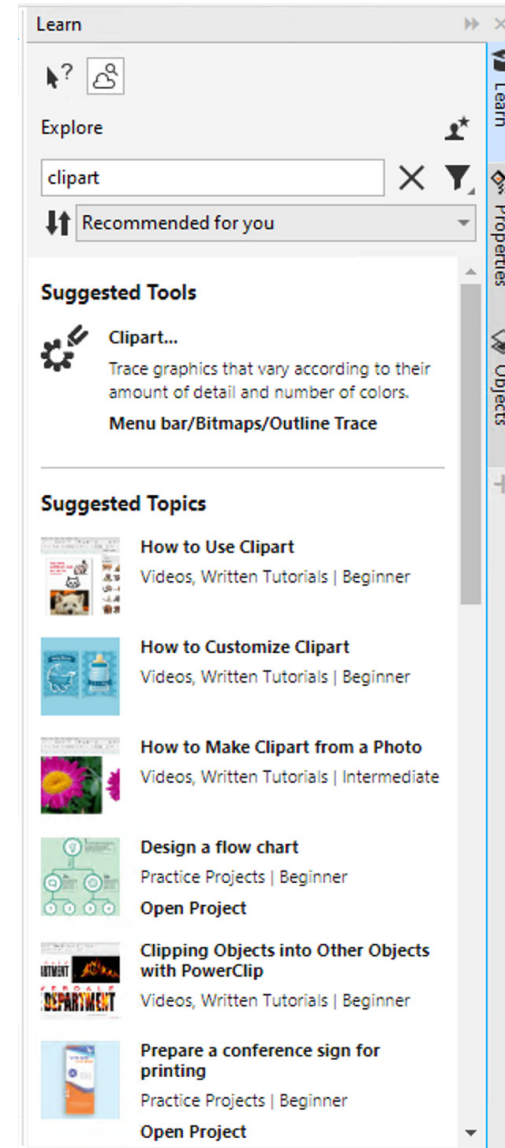 Learn
Explore
clipart
Recommended for you
Suggested Tools
Clipart...
Trace graphics that vary according to their
amount of detail and number of colors.
Menu bar/Bitmaps/Outline Trace
Suggested Topics
How to Use Clipart
Videos, Written Tutorials | Beginner
How to Customize Clipart
Videos, Written Tutorials | Beginner
How to Make Clipart from a Photo
Videos, Written Tutorials | Intermediate
Design a flow chart
Practice Projects | Beginner
Open Project
Clipping Objects into Other Objects
with PowerClip
Videos, Written Tutorials | Beginner
DEPARTMENT
Prepare a conference sign for
printing
Practice Projects | Beginner
Open Project
Learn
Properties
Objects